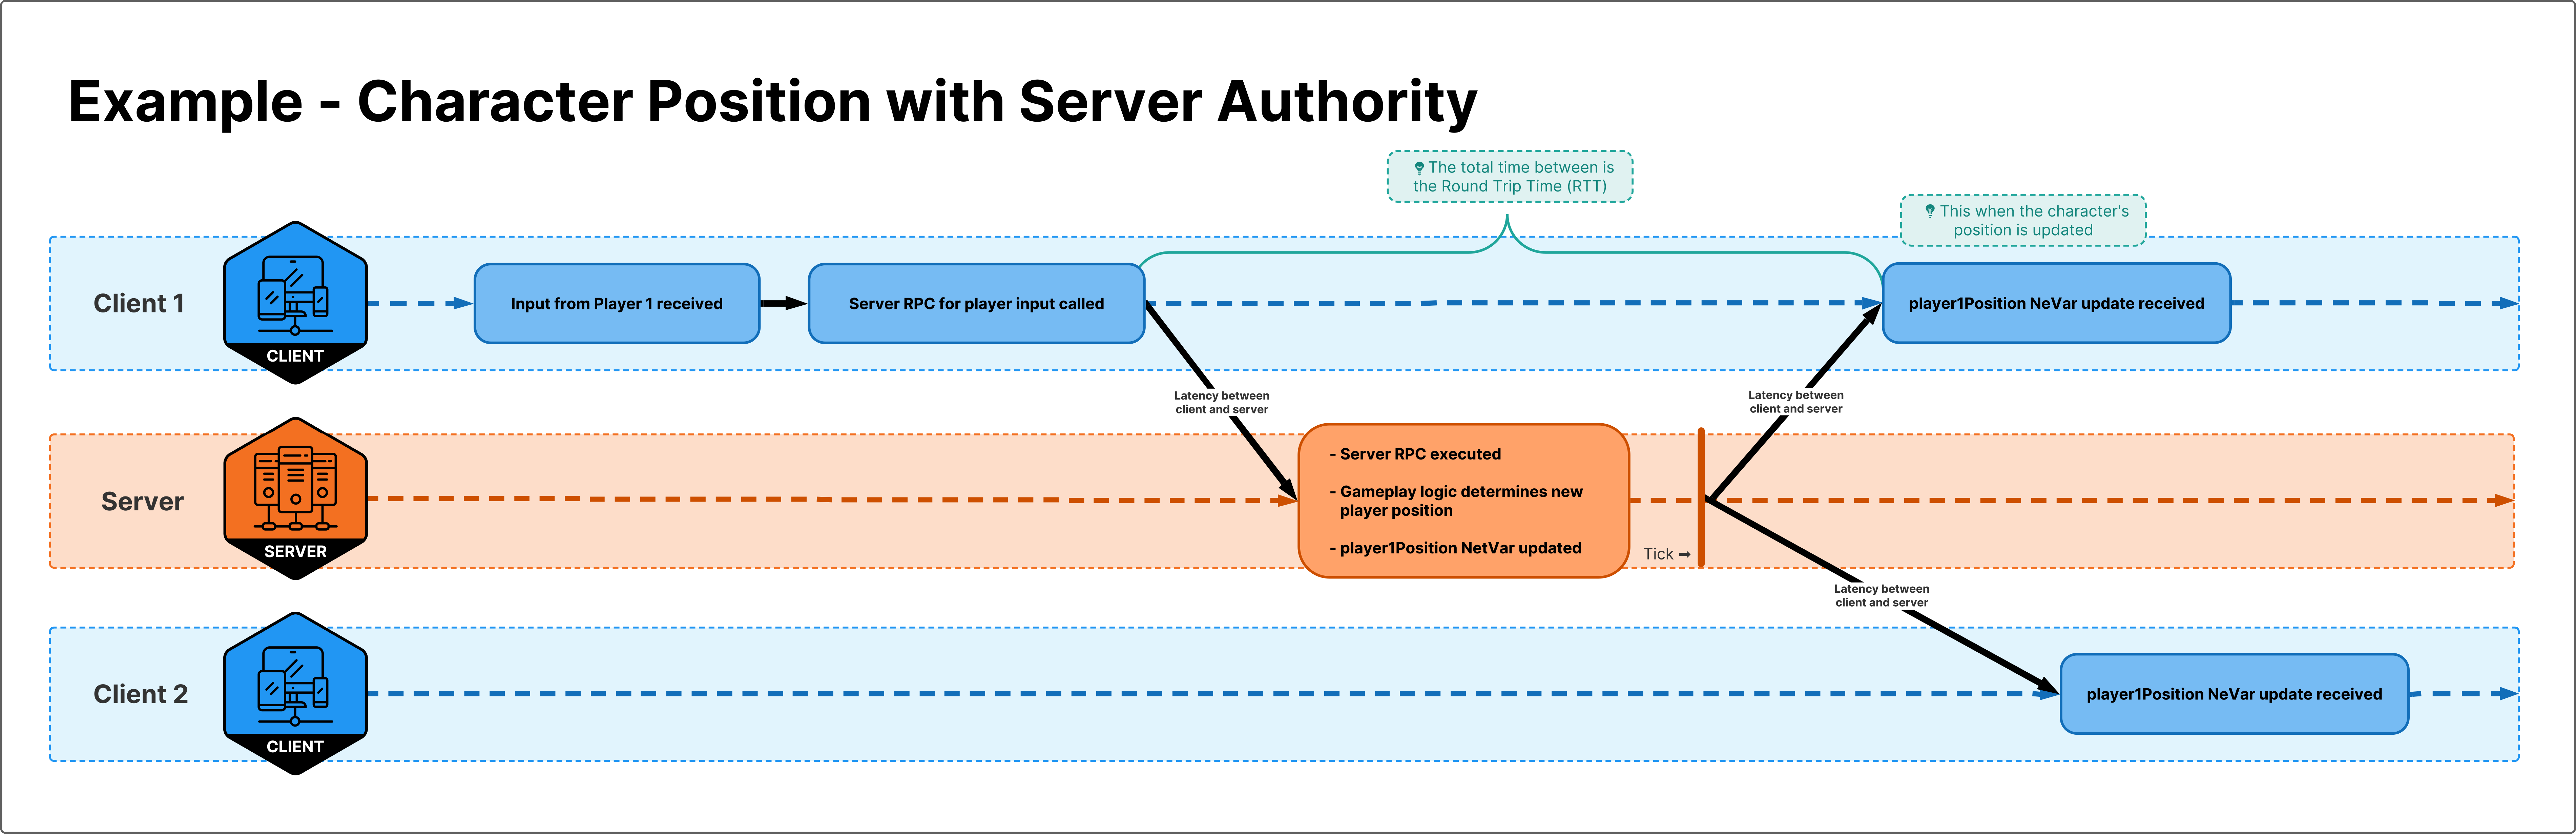 Example - Character Position with Server Authority
The total time between is
the Round Trip Time (RTT)
This when the character's
position is updated
Client 1
CLIENT
Input from Player 1 received
Server RPC for player input called
player1Position NeVar update received
Latency between
client and server
Latency between
client and server
Server
SERVER
- Server RPC executed
- Gameplay logic determines new
player position
- player1Position NetVar updated
Tick ➡
Latency between
client and server
Client 2
CLIENT
player1Position NeVar update received